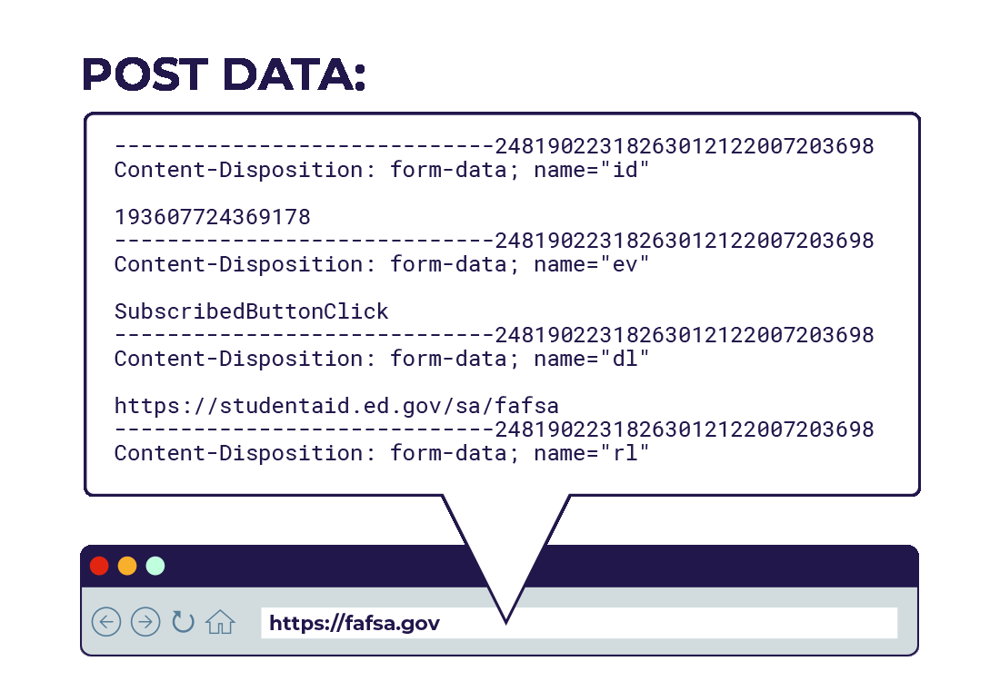 POST DATA:
-----------------------------24819022318263012122007203698
Content-Disposition: form-data; name="id"
193607724369178
-----------------------------24819022318263012122007203698
Content-Disposition: form-data; name="ev"
SubscribedButtonClick
-----------------------------24819022318263012122007203698
Content-Disposition: form-data; name="dl"
https://studentaid.ed.gov/sa/fafsa
-----------------------------24819022318263012122007203698
Content-Disposition: form-data; name="rl"
https://fafsa.gov